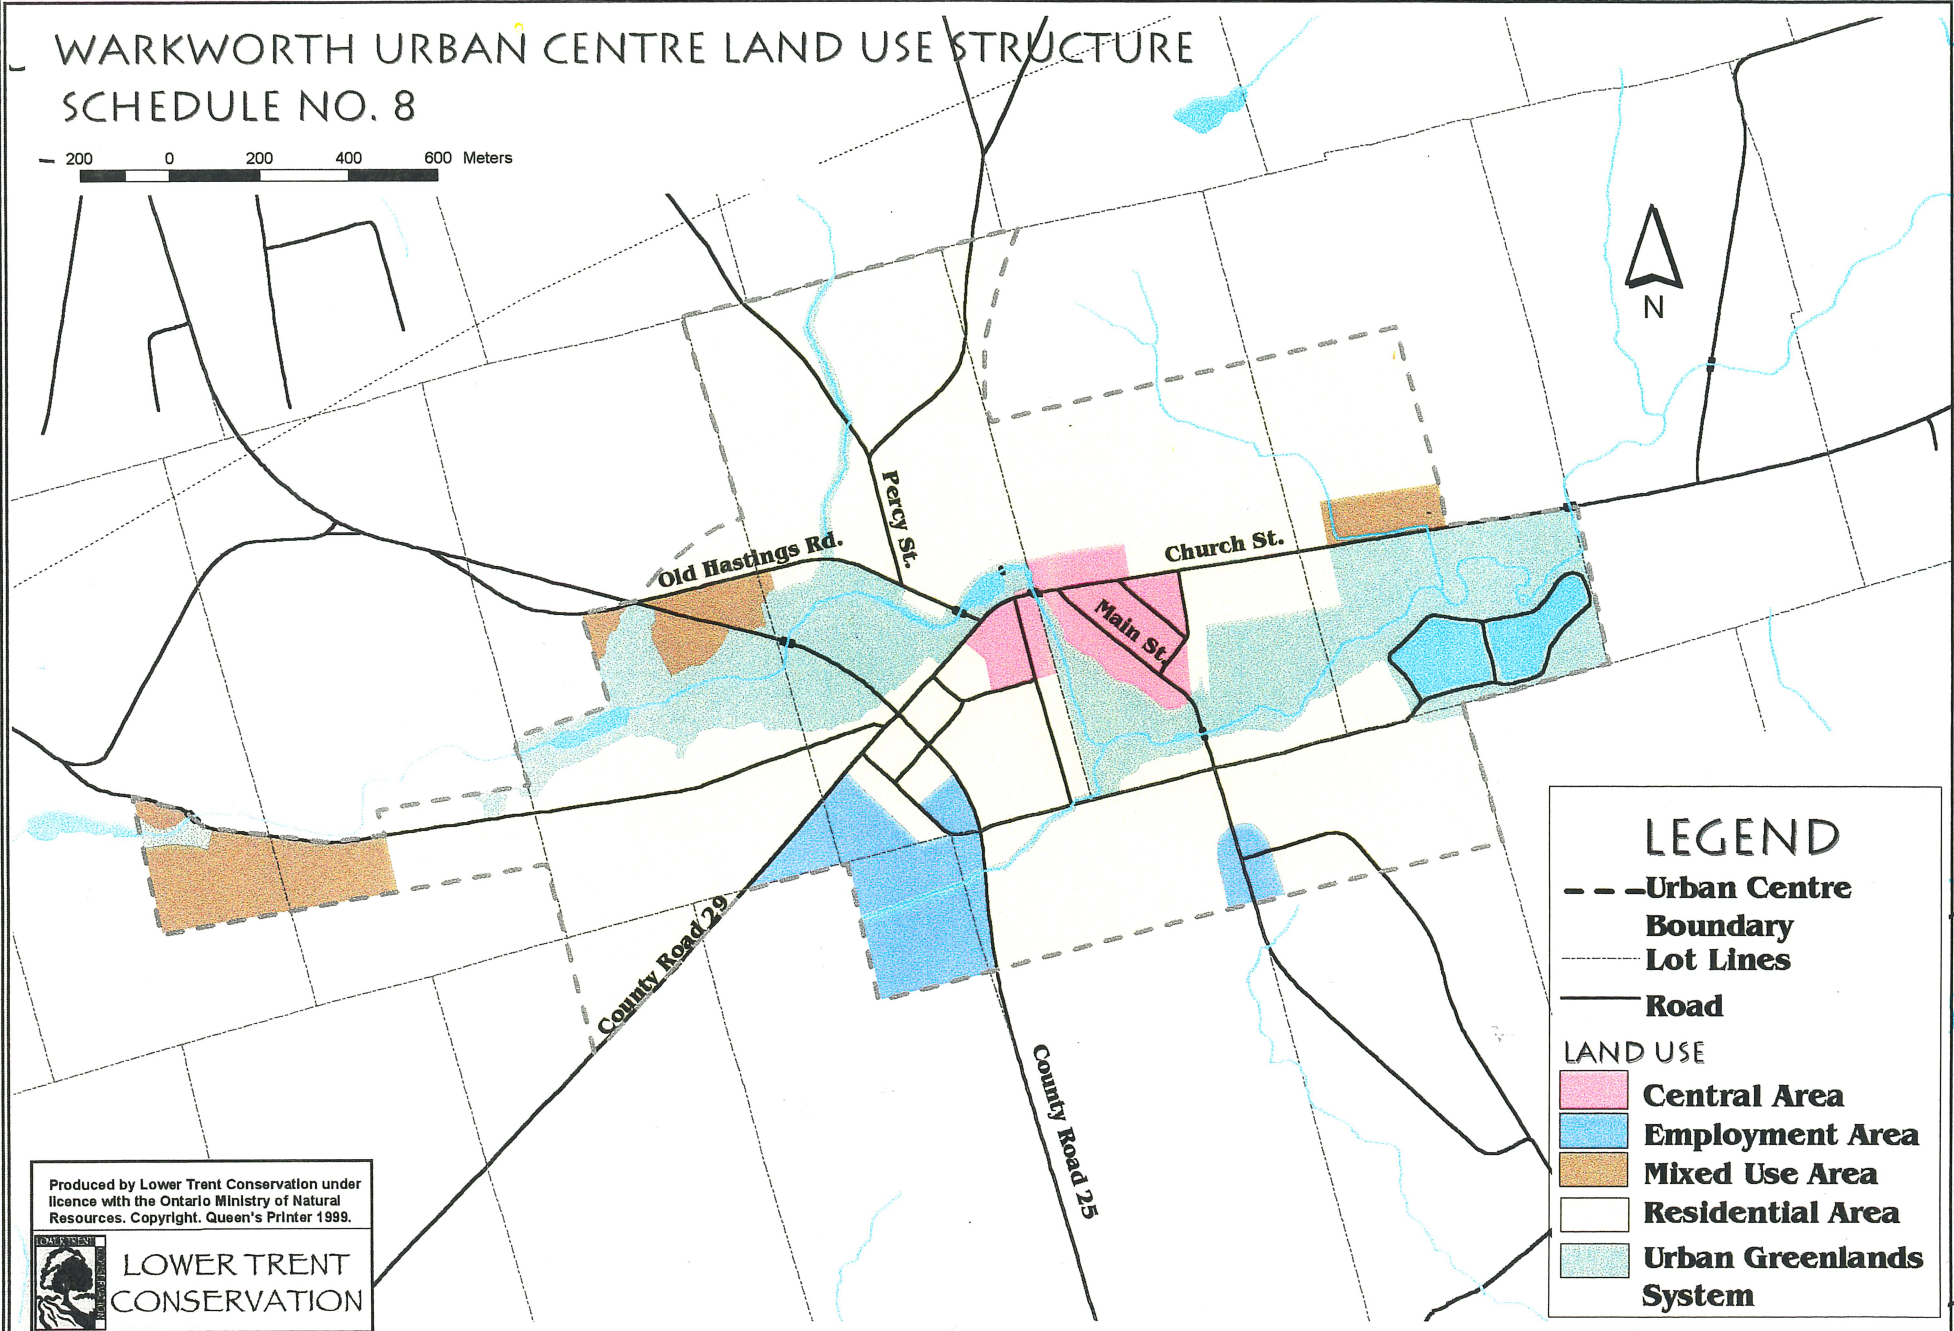 WARKWORTH URBAN CENTRE LAND USE STRUCTURE
SCHEDULE NO. 8
200 0 200 400 600 Meters
N
Percy St.
Old Hastings Rd.
Church St.
Main St.
County Road 29
County Road 25
LEGEND
Urban Centre
Boundary
Lot Lines
Road
LAND USE
Central Area
Employment Area
Mixed Use Area
Residential Area
Urban Greenlands
System
Produced by Lower Trent Conservation under
licence with the Ontario Ministry of Natural
Resources. Copyright. Queen's Printer 1999.
LOWER TRENT
CONSERVATION
LOWER TRENT
CONSERVATION